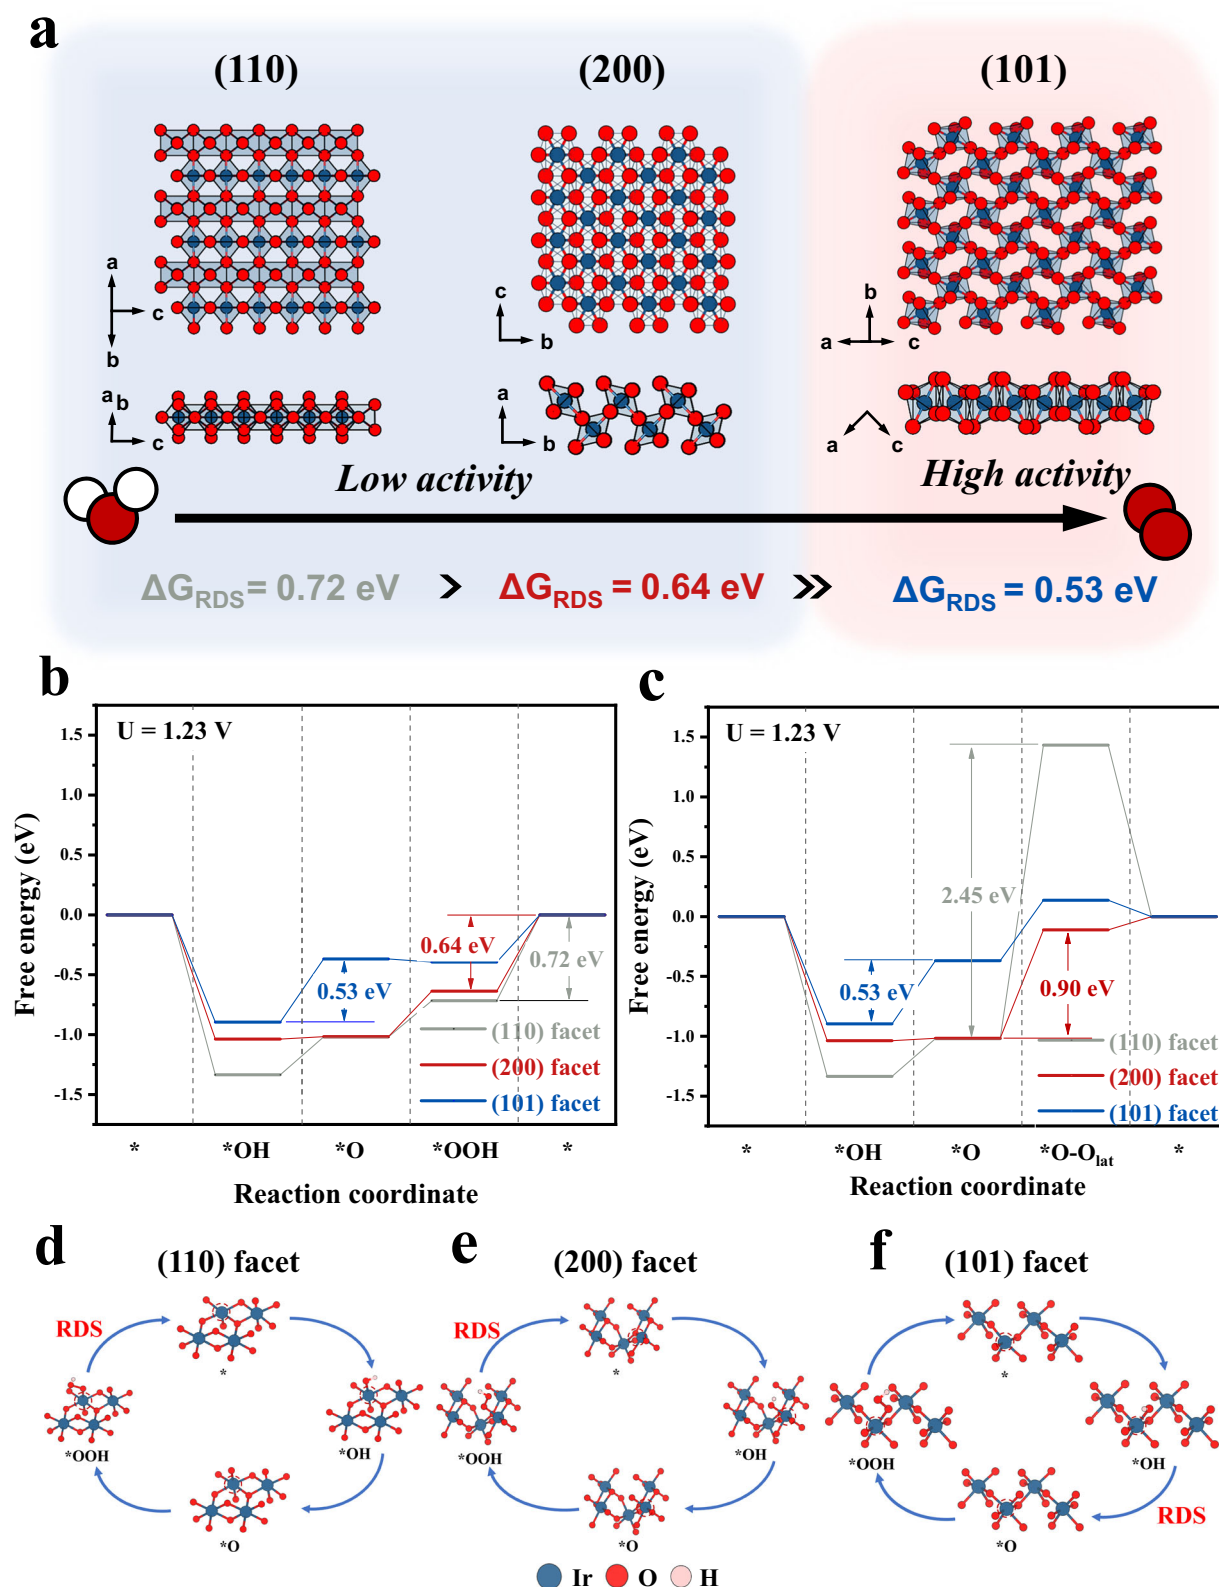 a
(110) (200) (101)
a
c
b
c
b
b
a
c
a
b
c
a
b
a
c
Low activity
High activity
ΔG_RDS = 0.72 eV > ΔG_RDS = 0.64 eV >> ΔG_RDS = 0.53 eV
b
U = 1.23 V
1.5
1.0
0.5
0.0
-0.5
-1.0
-1.5
Free energy (eV)
0.64 eV
0.72 eV
0.53 eV
(110) facet
(200) facet
(101) facet
* *OH *O *OOH *
Reaction coordinate
c
U = 1.23 V
1.5
1.0
0.5
0.0
-0.5
-1.0
-1.5
Free energy (eV)
2.45 eV
0.53 eV
0.90 eV
(110) facet
(200) facet
(101) facet
* *OH *O *O-O_lat *
Reaction coordinate
d
(110) facet
RDS
*
*OOH
*OH
*O
e
(200) facet
RDS
*
*OOH
*OH
*O
f
(101) facet
*
*OOH
*OH
RDS
*O
Ir O H